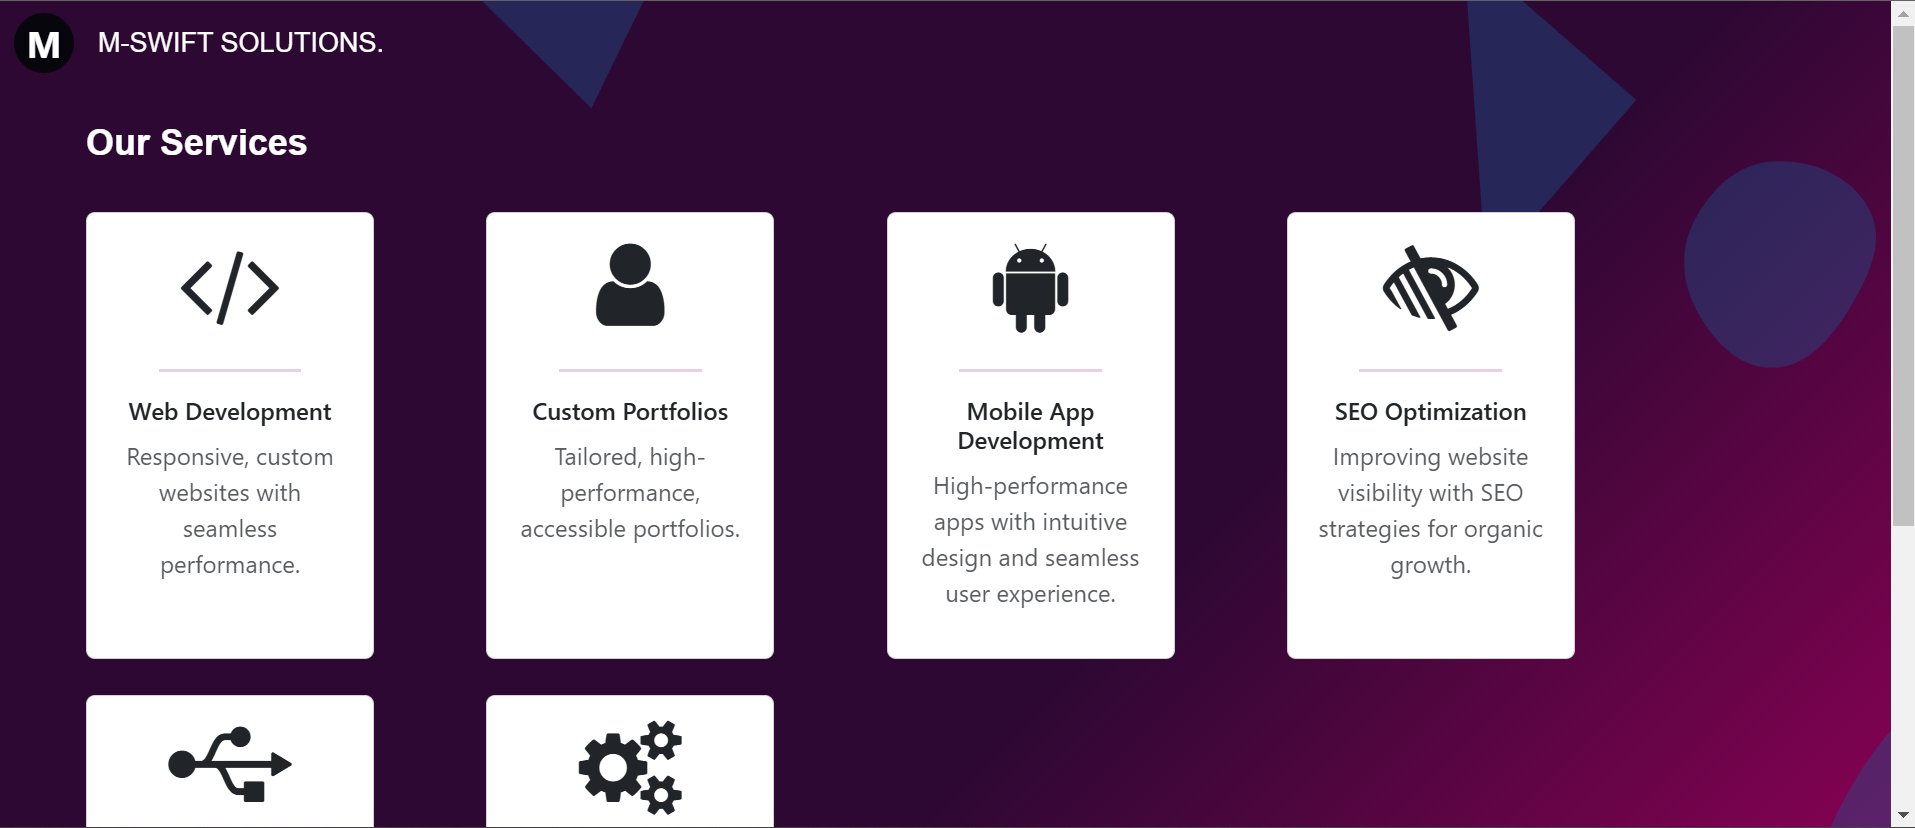 M
M-SWIFT SOLUTIONS.
Our Services
Web Development
Responsive, custom
websites with
seamless
performance.
Custom Portfolios
Tailored, high-
performance,
accessible portfolios.
Mobile App
Development
High-performance
apps with intuitive
design and seamless
user experience.
SEO Optimization
Improving website
visibility with SEO
strategies for organic
growth.